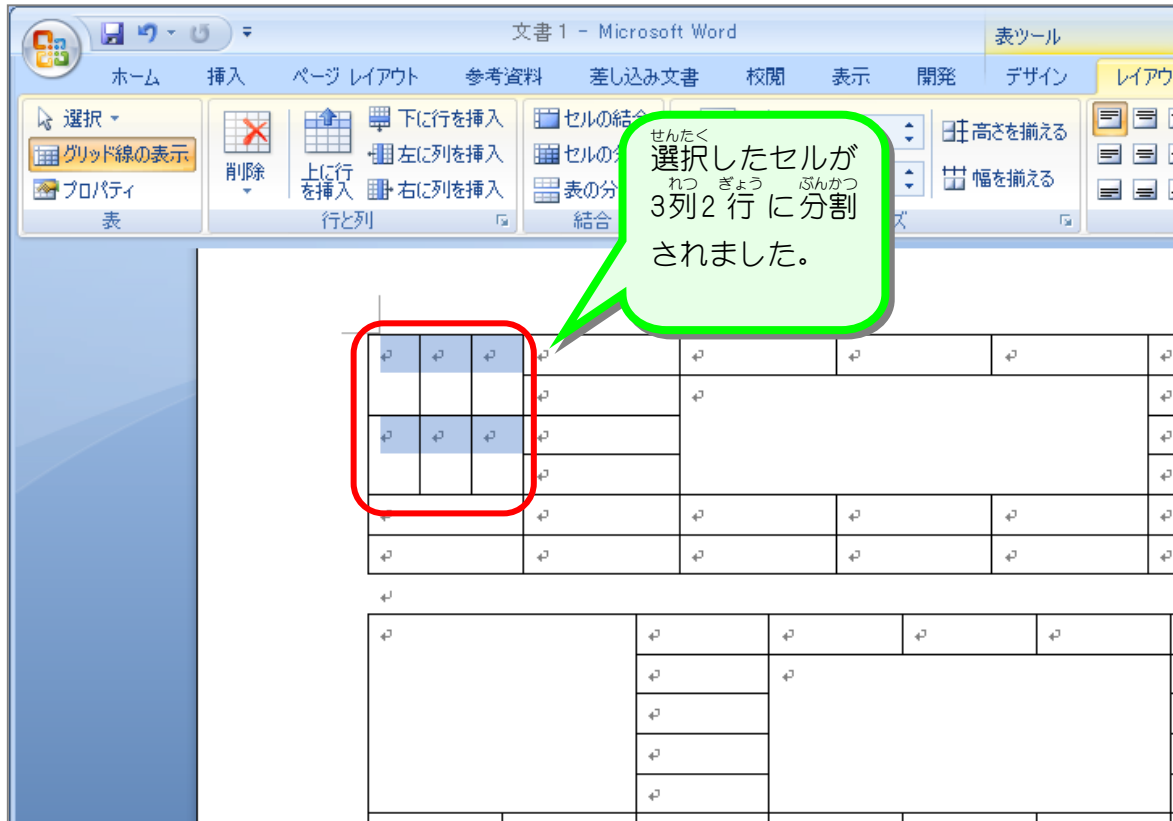 文書 1 - Microsoft Word
表ツール
ホーム 挿入 ページ レイアウト 参考資料 差し込み文書 校閲 表示 開発 デザイン レイアウ
選択
グリッド線の表示
プロパティ
表
削除
上に行
を挿入
下に行を挿入
左に列を挿入
右に列を挿入
行と列
セルの結合
セルの分
表の分
結合
ズ
高さを揃える
幅を揃える
せんたく
選択したセルが
れつ ぎょう ぶんかつ
3列2 行 に分割
されました。